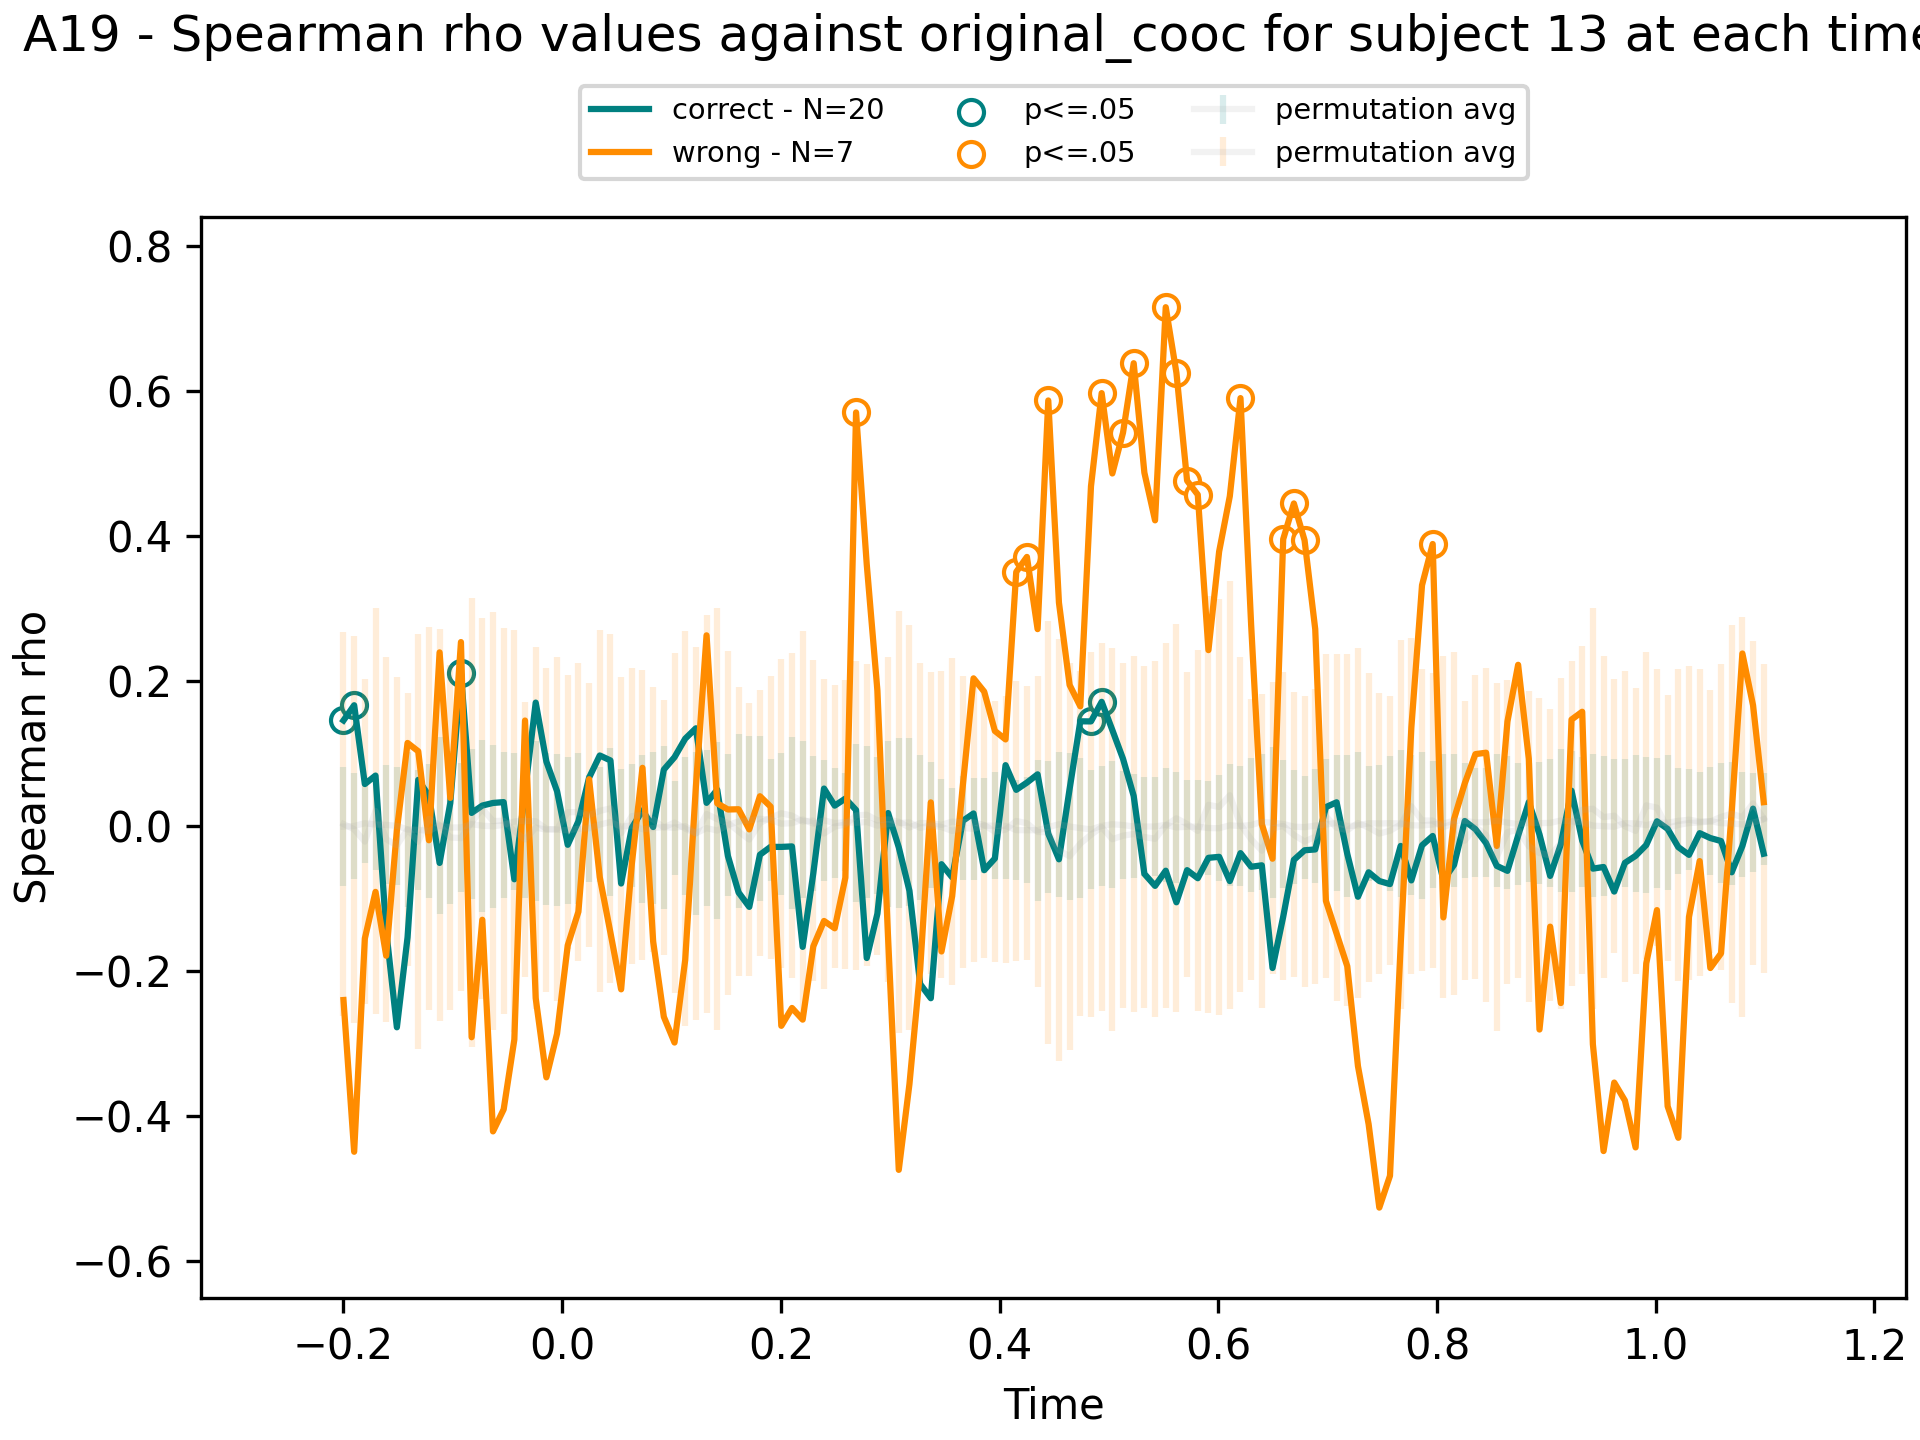 A19 - Spearman rho values against original_cooc for subject 13 at each time
correct - N=20
wrong - N=7
p<=.05
p<=.05
permutation avg
permutation avg
Spearman rho
0.8
0.6
0.4
0.2
0.0
−0.2
−0.4
−0.6
−0.2 0.0 0.2 0.4 0.6 0.8 1.0 1.2
Time